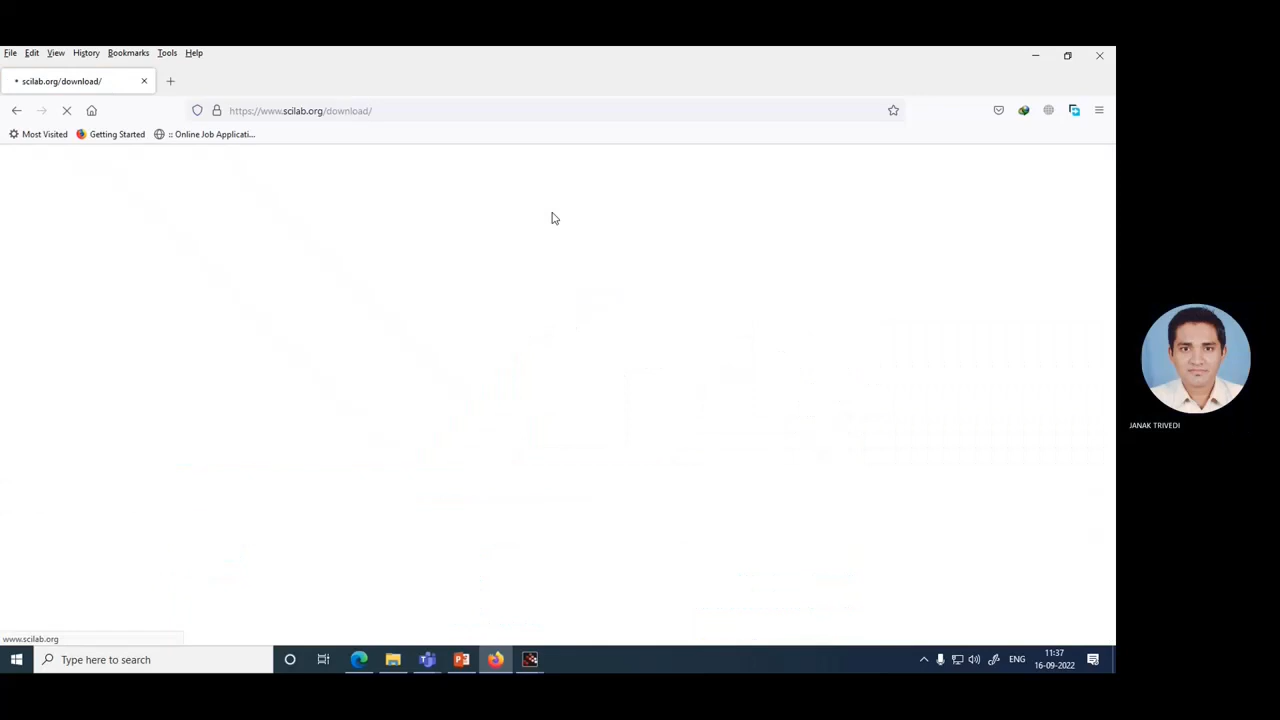 File Edit View History Bookmarks Tools Help
scilab.org/download/
https://www.scilab.org/download/
Most Visited Getting Started :: Online Job Applicati...
JANAK TRIVEDI
www.scilab.org
Type here to search
ENG
11:37
16-09-2022